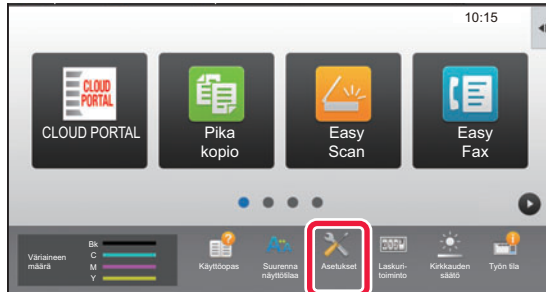 10:15
CLOUD
PORTAL
CLOUD PORTAL
Pika
kopio
Easy
Scan
Easy
Fax
Väriaineen
määrä
Bk
C
M
Y
Käyttöopas
Suurenna
näyttötilaa
Asetukset
Laskuri-
toiminto
Kirkkauden
säätö
Työn tila